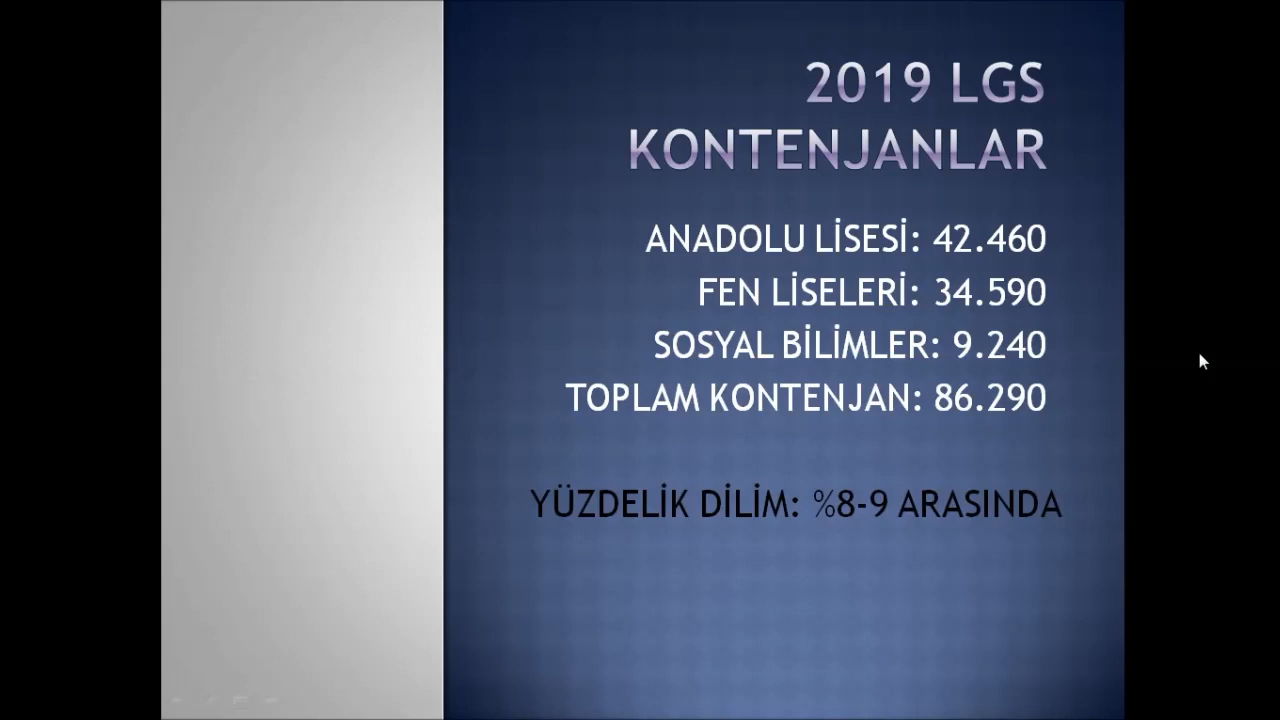 2019 LGS
KONTENJANLAR
ANADOLU LİSESİ: 42.460
FEN LİSELERİ: 34.590
SOSYAL BİLİMLER: 9.240
TOPLAM KONTENJAN: 86.290
YÜZDELİK DİLİM: %8-9 ARASINDA